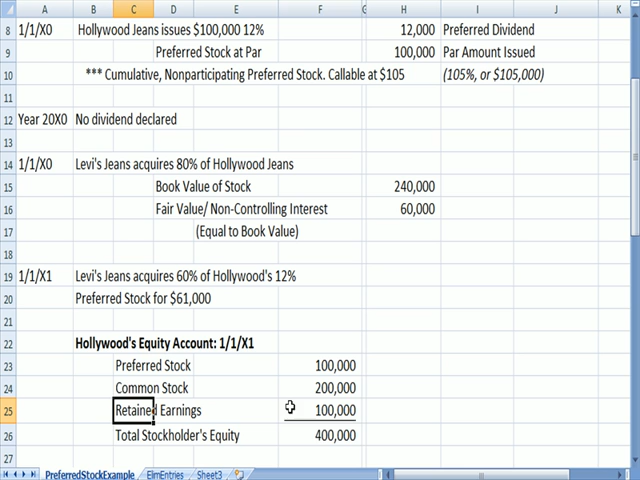 A B C D E F G H I J K
8 1/1/X0 Hollywood Jeans issues $100,000 12% 12,000 Preferred Dividend
9 Preferred Stock at Par 100,000 Par Amount Issued
10 *** Cumulative, Nonparticipating Preferred Stock. Callable at $105 (105%, or $105,000)
11
12 Year 20X0 No dividend declared
13
14 1/1/X0 Levi's Jeans acquires 80% of Hollywood Jeans
15 Book Value of Stock 240,000
16 Fair Value/ Non-Controlling Interest 60,000
17 (Equal to Book Value)
18
19 1/1/X1 Levi's Jeans acquires 60% of Hollywood's 12%
20 Preferred Stock for $61,000
21
22 Hollywood's Equity Account: 1/1/X1
23 Preferred Stock 100,000
24 Common Stock 200,000
25 Retained Earnings 100,000
26 Total Stockholder's Equity 400,000
27
PreferredStockExample ElimEntries Sheet3